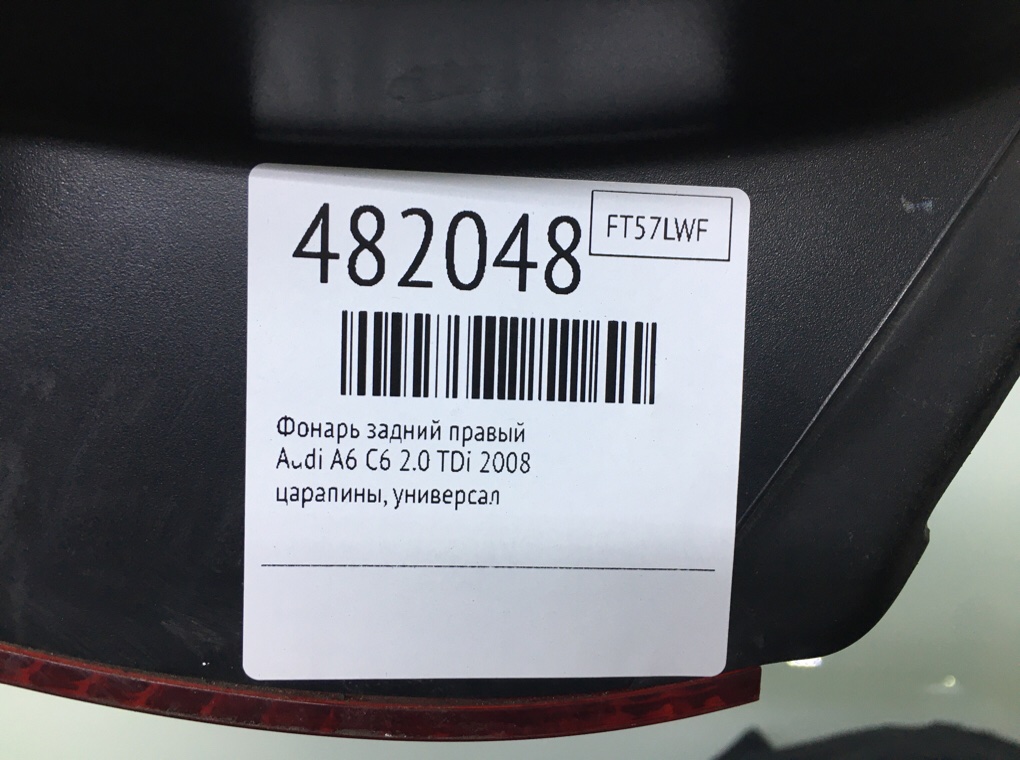 482048
FT57LWF
Фонарь задний правый
Audi A6 C6 2.0 TDi 2008
царапины, универсал